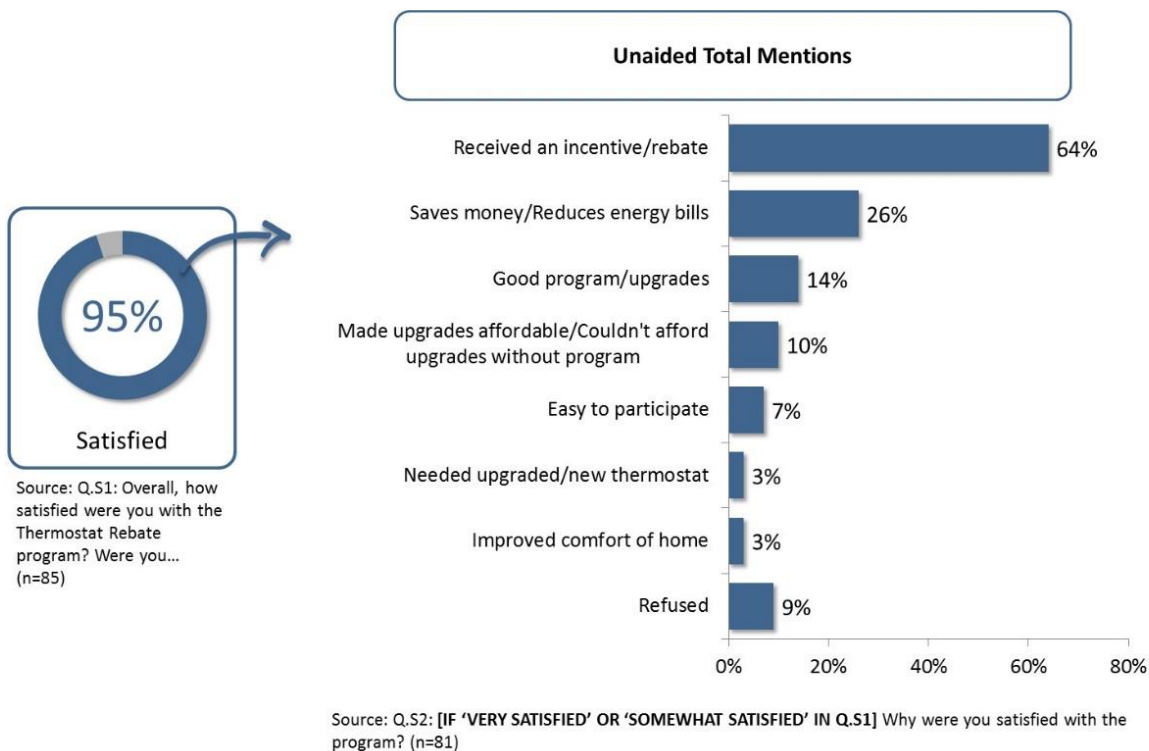 Unaided Total Mentions
Received an incentive/rebate
64%
Saves money/Reduces energy bills
26%
Good program/upgrades
14%
Made upgrades affordable/Couldn't afford
upgrades without program
10%
Easy to participate
7%
Needed upgraded/new thermostat
3%
Improved comfort of home
3%
Refused
9%
0%
20%
40%
60%
80%
95%
Satisfied
Source: Q.S1: Overall, how
satisfied were you with the
Thermostat Rebate
program? Were you…
(n=85)
Source: Q.S2: [IF ‘VERY SATISFIED’ OR ‘SOMEWHAT SATISFIED’ IN Q.S1] Why were you satisfied with the
program? (n=81)